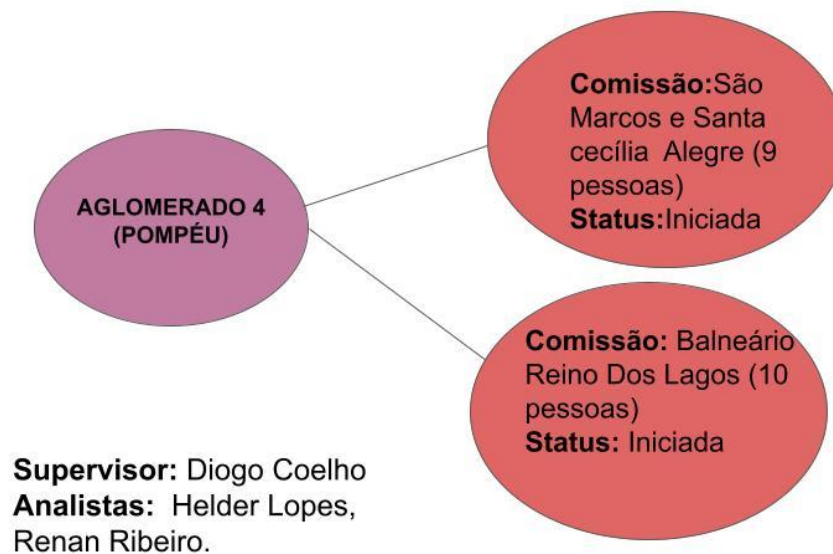 AGLOMERADO 4
(POMPÉU)
Comissão:São
Marcos e Santa
cecília Alegre (9
pessoas)
Status:Iniciada
Comissão: Balneário
Reino Dos Lagos (10
pessoas)
Status: Iniciada
Supervisor: Diogo Coelho
Analistas: Helder Lopes,
Renan Ribeiro.